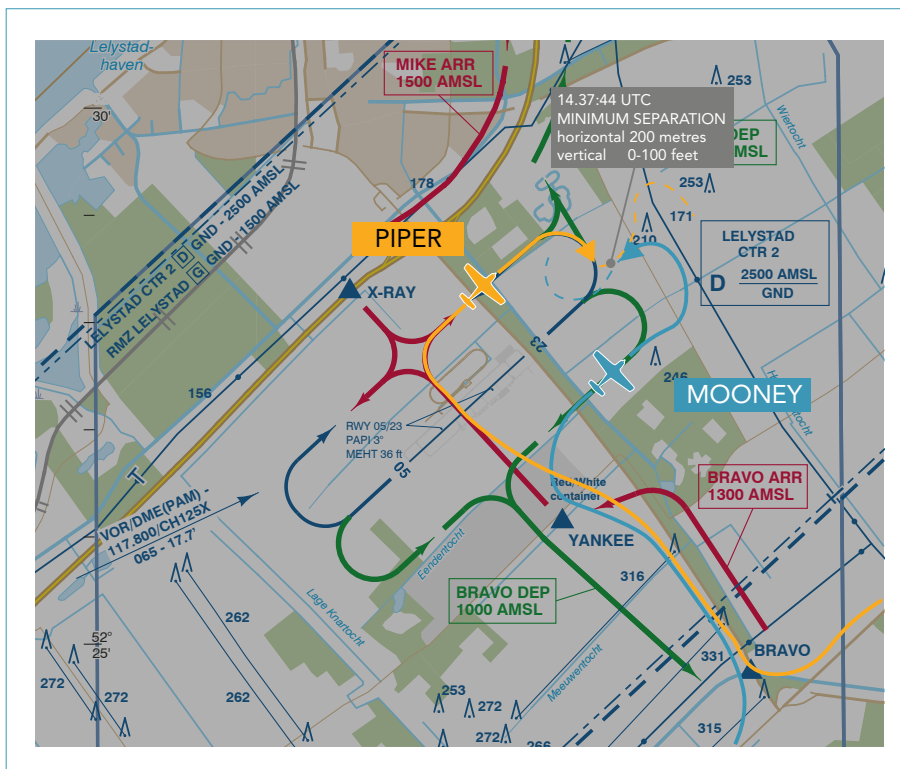 Lelystad-
haven
MIKE ARR
1500 AMSL
253
30'
14.37:44 UTC
MINIMUM SEPARATION
horizontal 200 metres
vertical 0-100 feet
Wiertocht
DEP
MSL
178
253
171
210
LELYSTAD CTR 2 D GND - 2500 AMSL
RMZ LELYSTAD G GND - 1500 AMSL
PIPER
LELYSTAD
CTR 2
D 2500 AMSL
GND
X-RAY
23
246
156
MOONEY
RWY 05/23
PAPI 3°
MEHT 36 ft
05
VOR/DME(PAM) -
117.800/CH125X
065 - 17.7'
Red/White
container
BRAVO ARR
1300 AMSL
YANKEE
Eendentocht
316
BRAVO DEP
1000 AMSL
Lage Knartocht
262
52°
25'
331
BRAVO
Meeuwentocht
272
272
262
253
272
272
266
315